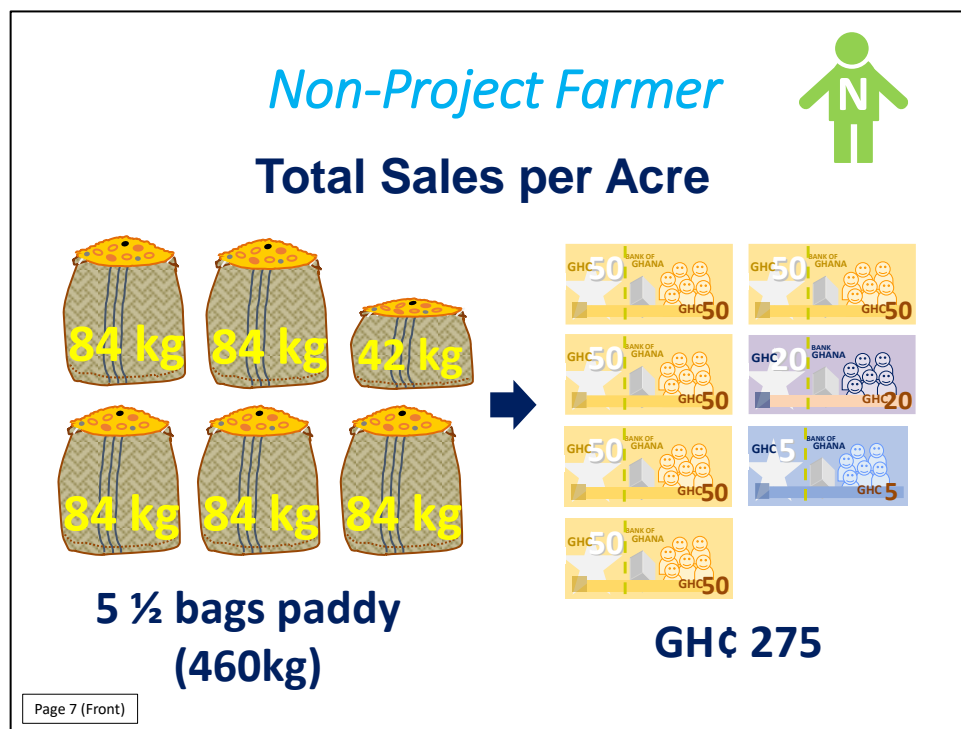 Non-Project Farmer
N
Total Sales per Acre
84 kg
84 kg
42 kg
84 kg
84 kg
84 kg
GHC 50 BANK OF GHANA
GHC 50
GHC 50 BANK OF GHANA
GHC 50
GHC 50 BANK OF GHANA
GHC 50
GHC 20 BANK GHANA
GHC 20
GHC 50 BANK OF GHANA
GHC 50
GHC 5 BANK OF GHANA
GHC 5
GHC 50 BANK OF GHANA
GHC 50
5 ½ bags paddy
(460kg)
GH₵ 275
Page 7 (Front)